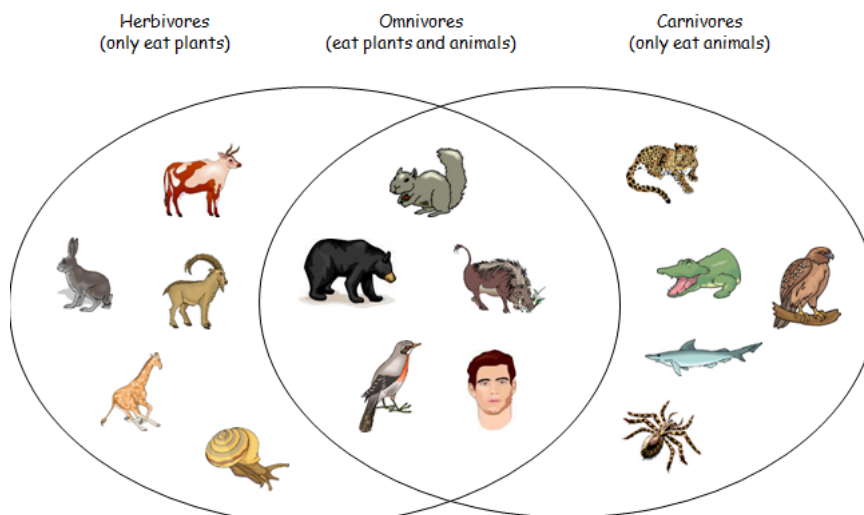 Herbivores
(only eat plants)
Omnivores
(eat plants and animals)
Carnivores
(only eat animals)